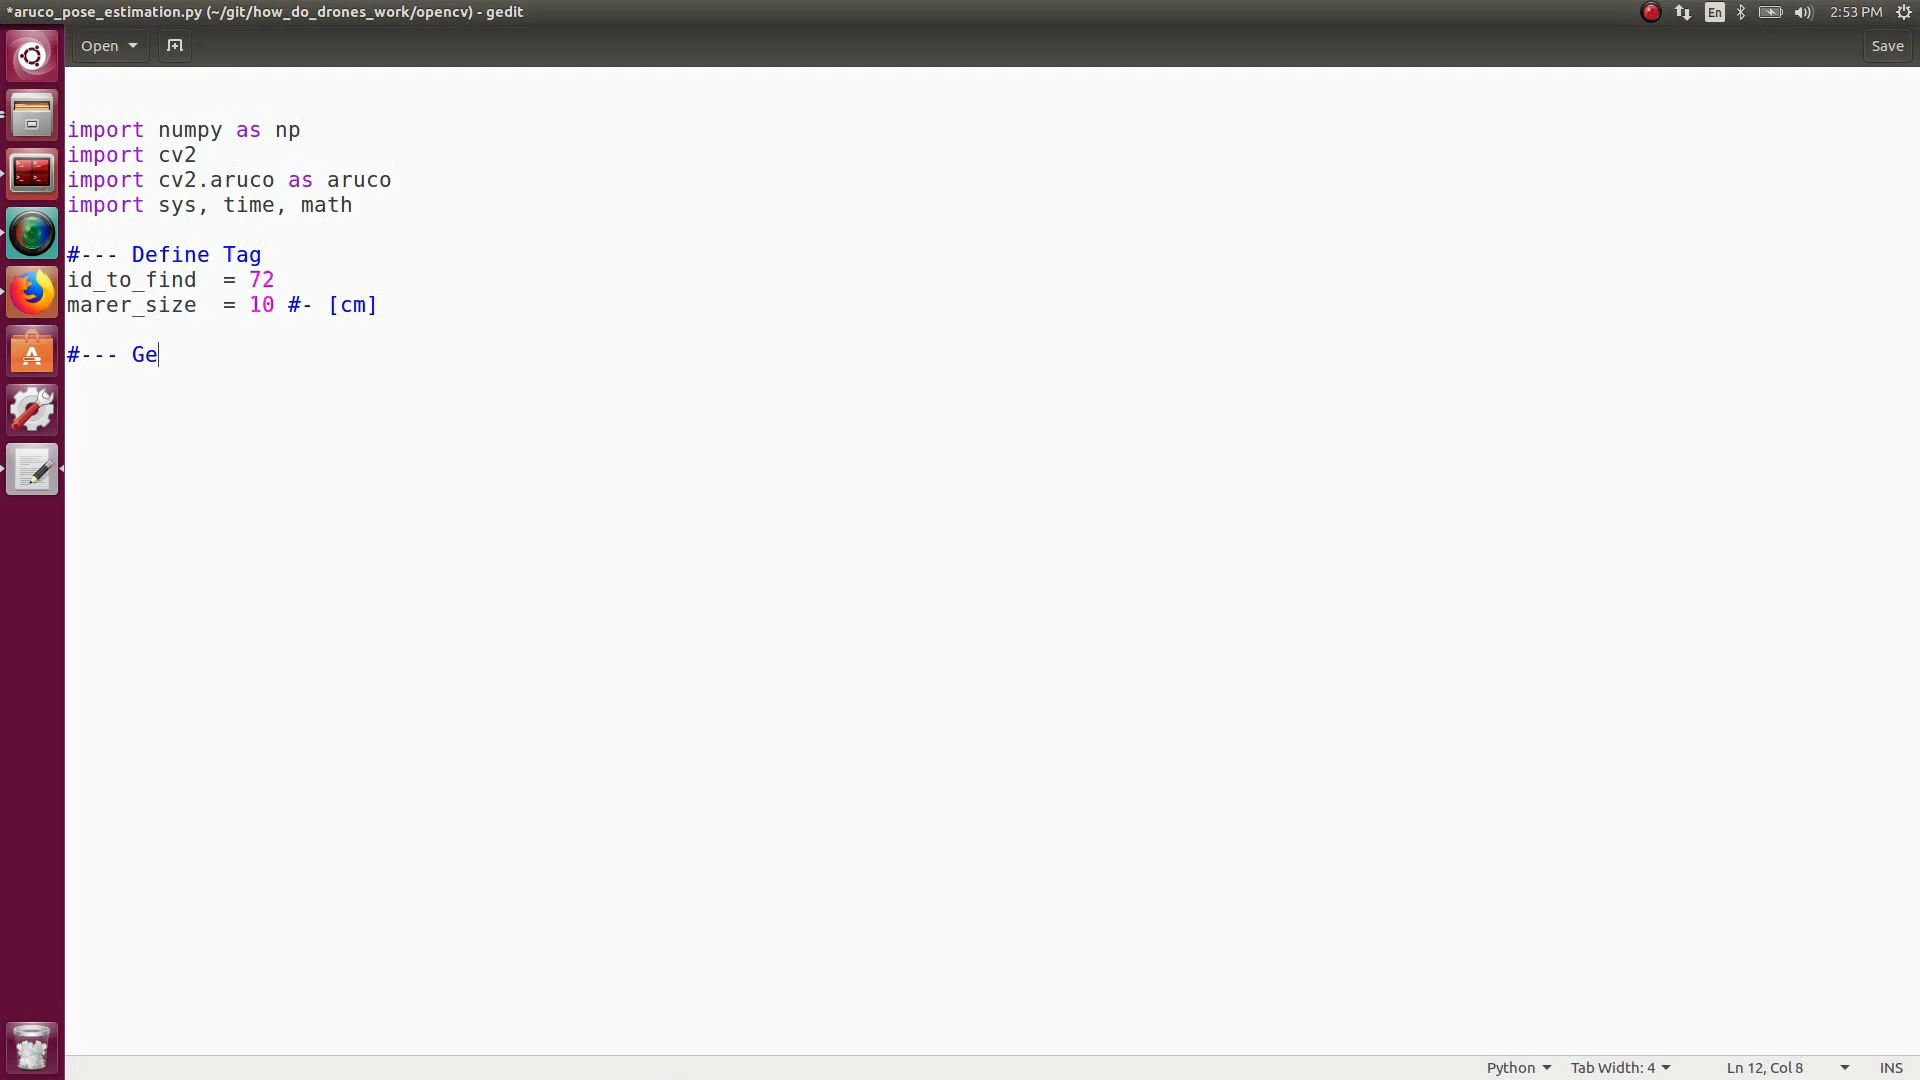 *aruco_pose_estimation.py (~/git/how_do_drones_work/opencv) - gedit
En
2:53 PM
Open
Save
import numpy as np
import cv2
import cv2.aruco as aruco
import sys, time, math
#--- Define Tag
id_to_find  = 72
marer_size  = 10 #- [cm]
#--- Ge
Python
Tab Width: 4
Ln 12, Col 8
INS